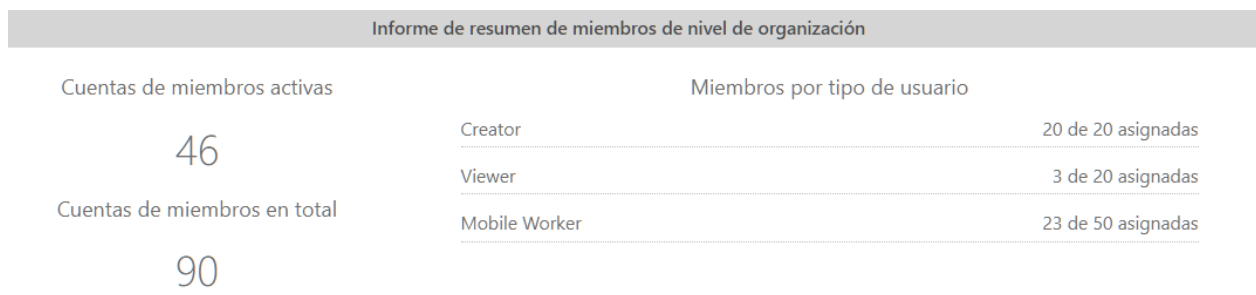 Informe de resumen de miembros de nivel de organización
Cuentas de miembros activas
46
Cuentas de miembros en total
90
Miembros por tipo de usuario
Creator 20 de 20 asignadas
Viewer 3 de 20 asignadas
Mobile Worker 23 de 50 asignadas